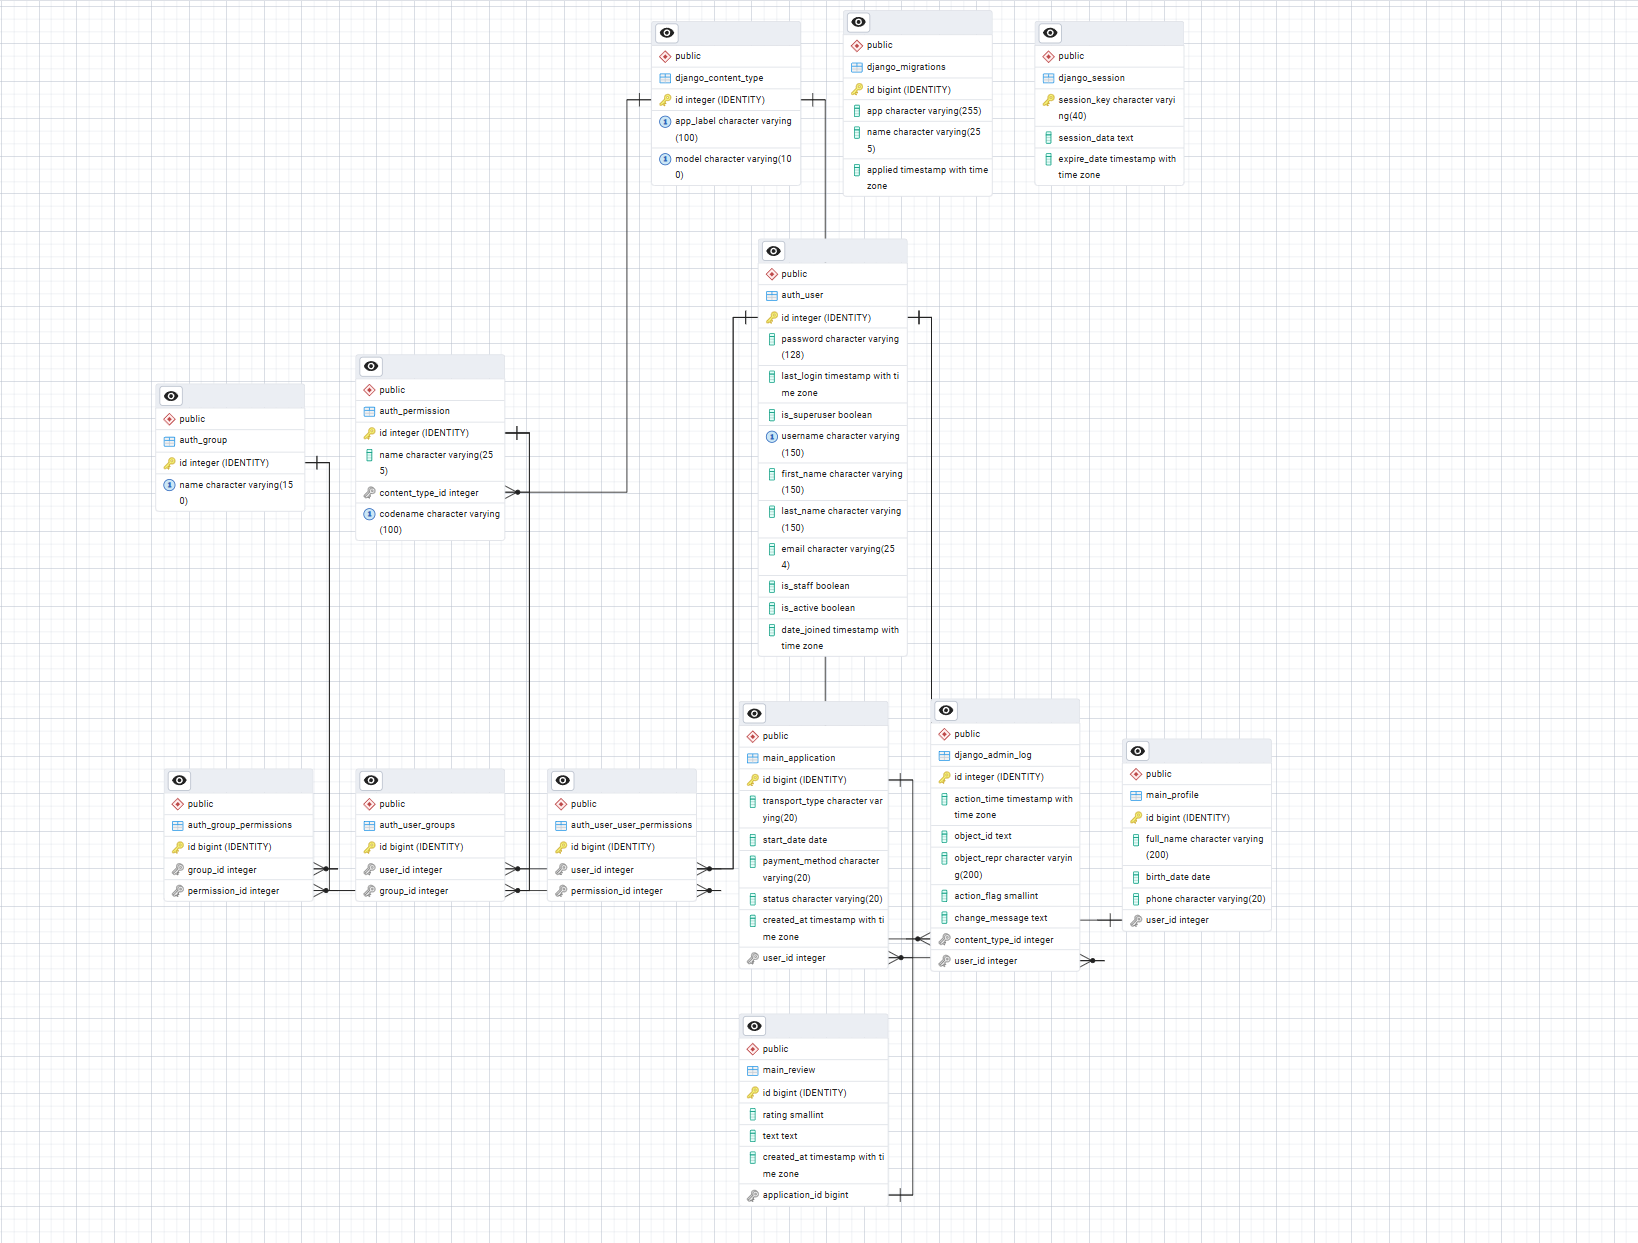 public
django_content_type
id integer (IDENTITY)
app_label character varying
(100)
model character varying(10
0)
public
django_migrations
id bigint (IDENTITY)
app character varying(255)
name character varying(25
5)
applied timestamp with time
zone
public
django_session
session_key character varyi
ng(40)
session_data text
expire_date timestamp with
time zone
public
auth_user
id integer (IDENTITY)
password character varying
(128)
last_login timestamp with ti
me zone
is_superuser boolean
username character varying
(150)
first_name character varying
(150)
last_name character varying
(150)
email character varying(25
4)
is_staff boolean
is_active boolean
date_joined timestamp with
time zone
public
auth_group
id integer (IDENTITY)
name character varying(15
0)
public
auth_permission
id integer (IDENTITY)
name character varying(25
5)
content_type_id integer
codename character varying
(100)
public
auth_group_permissions
id bigint (IDENTITY)
group_id integer
permission_id integer
public
auth_user_groups
id bigint (IDENTITY)
user_id integer
group_id integer
public
auth_user_user_permissions
id bigint (IDENTITY)
user_id integer
permission_id integer
public
main_application
id bigint (IDENTITY)
transport_type character var
ying(20)
start_date date
payment_method character
varying(20)
status character varying(20)
created_at timestamp with ti
me zone
user_id integer
public
django_admin_log
id integer (IDENTITY)
action_time timestamp with
time zone
object_id text
object_repr character varyin
g(200)
action_flag smallint
change_message text
content_type_id integer
user_id integer
public
main_profile
id bigint (IDENTITY)
full_name character varying
(200)
birth_date date
phone character varying(20)
user_id integer
public
main_review
id bigint (IDENTITY)
rating smallint
text text
created_at timestamp with ti
me zone
application_id bigint